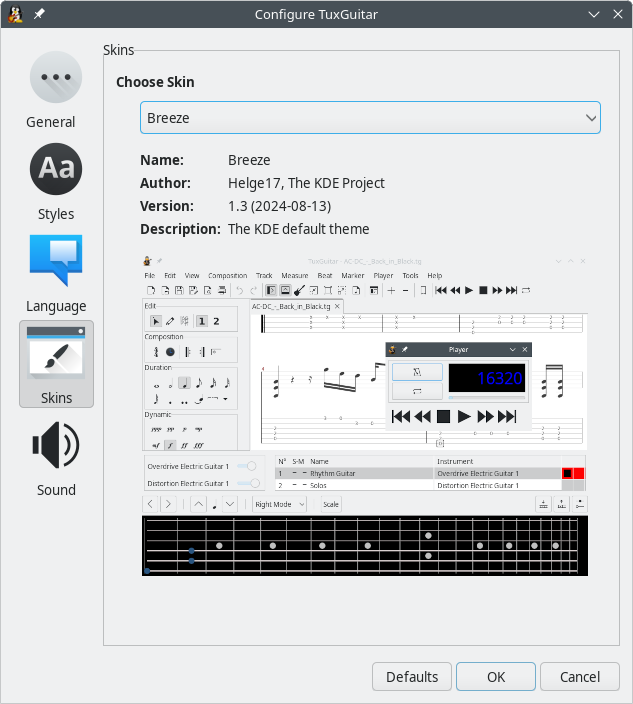 Configure TuxGuitar
General
Styles
Language
Skins
Sound
Skins
Choose Skin
Breeze
Name: Breeze
Author: Helge17, The KDE Project
Version: 1.3 (2024-08-13)
Description: The KDE default theme
TuxGuitar - AC-DC_-_Back_in_Black.tg
File Edit View Composition Track Measure Beat Marker Player Tools Help
Edit
AC-DC_-_Back_in_Black.tg
1 2
Composition
Duration
Dynamic
Player
16320
Overdrive Electric Guitar 1
Distortion Electric Guitar 1
N° S-M Name Instrument
1 Rhythm Guitar Overdrive Electric Guitar 1
2 Solos Distortion Electric Guitar 1
Right Mode Scale
Defaults OK Cancel